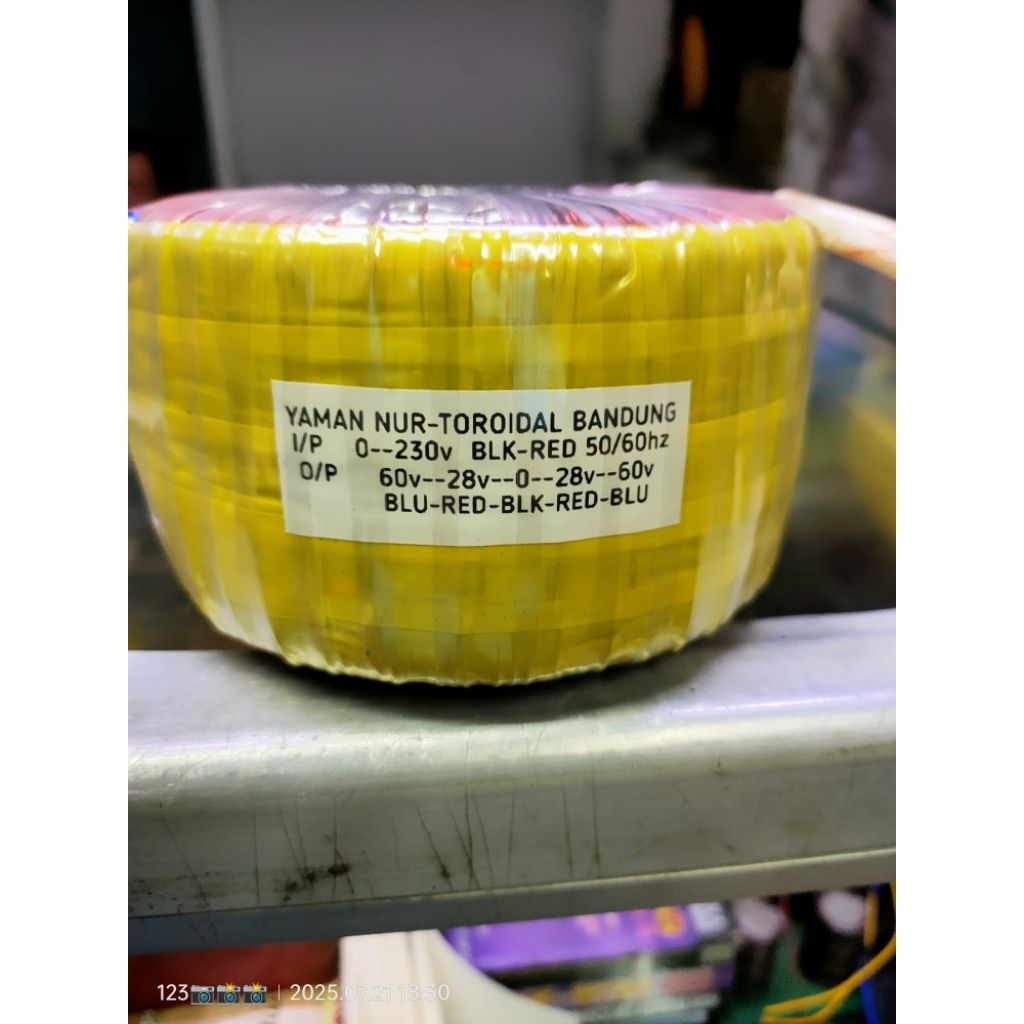 YAMAN NUR-TOROIDAL BANDUNG
I/P 0--230v BLK-RED 50/60hz
O/P 60v--28v--0--28v--60v
BLU-RED-BLK-RED-BLU
123📷📸📸 | 2025.07.21 18:30